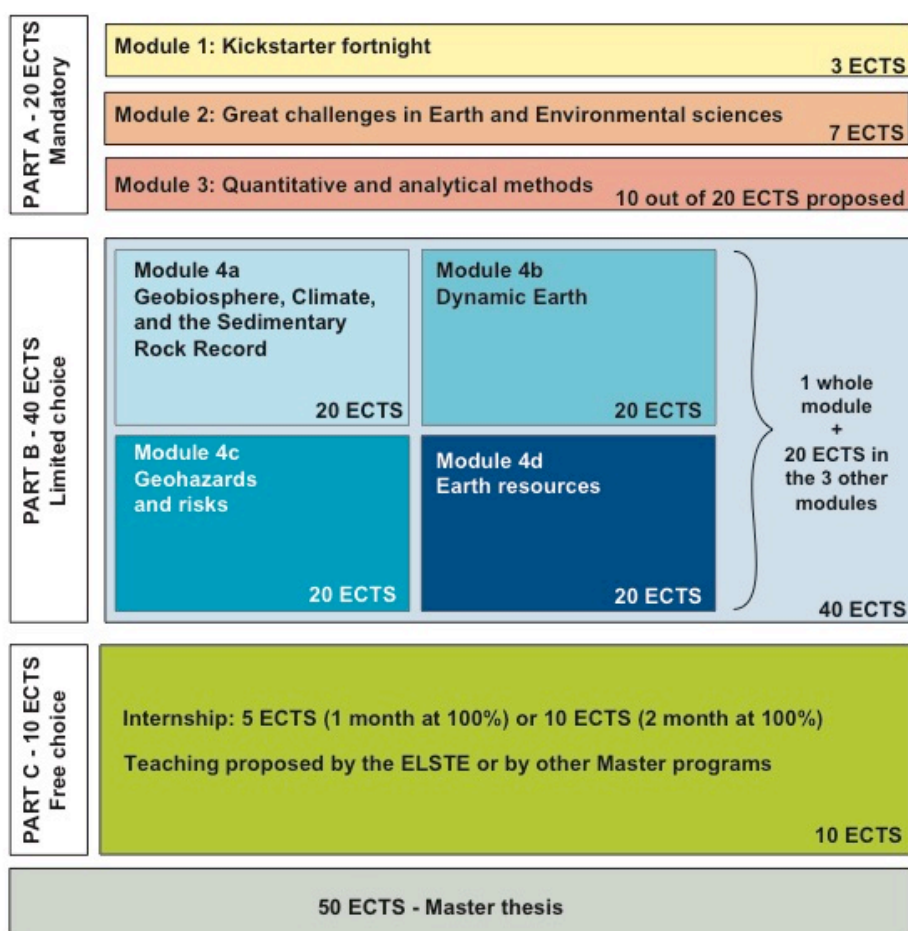 PART A - 20 ECTS
Mandatory
Module 1: Kickstarter fortnight
3 ECTS
Module 2: Great challenges in Earth and Environmental sciences
7 ECTS
Module 3: Quantitative and analytical methods
10 out of 20 ECTS proposed
PART B - 40 ECTS
Limited choice
Module 4a
Geobiosphere, Climate,
and the Sedimentary
Rock Record
20 ECTS
Module 4b
Dynamic Earth
20 ECTS
Module 4c
Geohazards
and risks
20 ECTS
Module 4d
Earth resources
20 ECTS
1 whole
module
+
20 ECTS in
the 3 other
modules
40 ECTS
PART C - 10 ECTS
Free choice
Internship: 5 ECTS (1 month at 100%) or 10 ECTS (2 month at 100%)
Teaching proposed by the ELSTE or by other Master programs
10 ECTS
50 ECTS - Master thesis